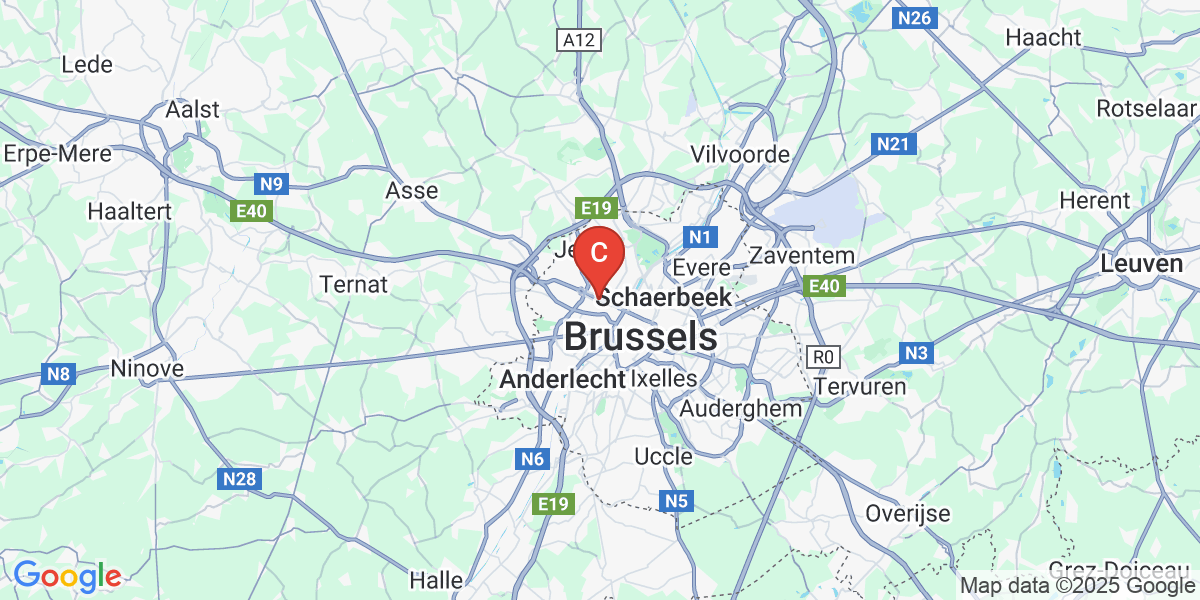 N26
A12
Haacht
Lede
Rotselaar
Aalst
N21
Erpe-Mere
Vilvoorde
N9
Asse
Herent
Haaltert
E40
E19
N1
Je
C
Zaventem
Evere
Leuven
Ternat
E40
Schaerbeek
Brussels
N3
R0
Ninove
N8
Anderlecht
Ixelles
Tervuren
Auderghem
Uccle
N6
N28
E19
N5
Overijse
Google
Halle
Grez-Doiceau
Map data ©2025 Google